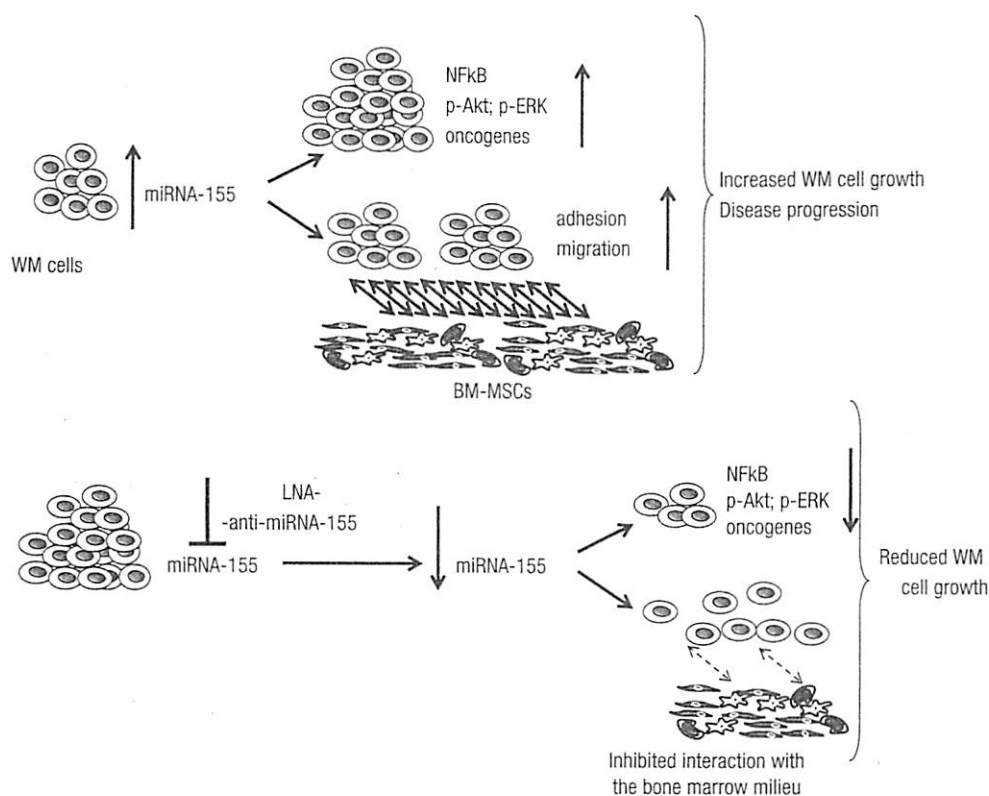 NFkB
p-Akt; p-ERK
oncogenes
miRNA-155
WM cells
adhesion
migration
Increased WM cell growth
Disease progression
BM-MSCs
LNA-
-anti-miRNA-155
miRNA-155
miRNA-155
NFkB
p-Akt; p-ERK
oncogenes
Reduced WM
cell growth
Inhibited interaction with
the bone marrow milieu